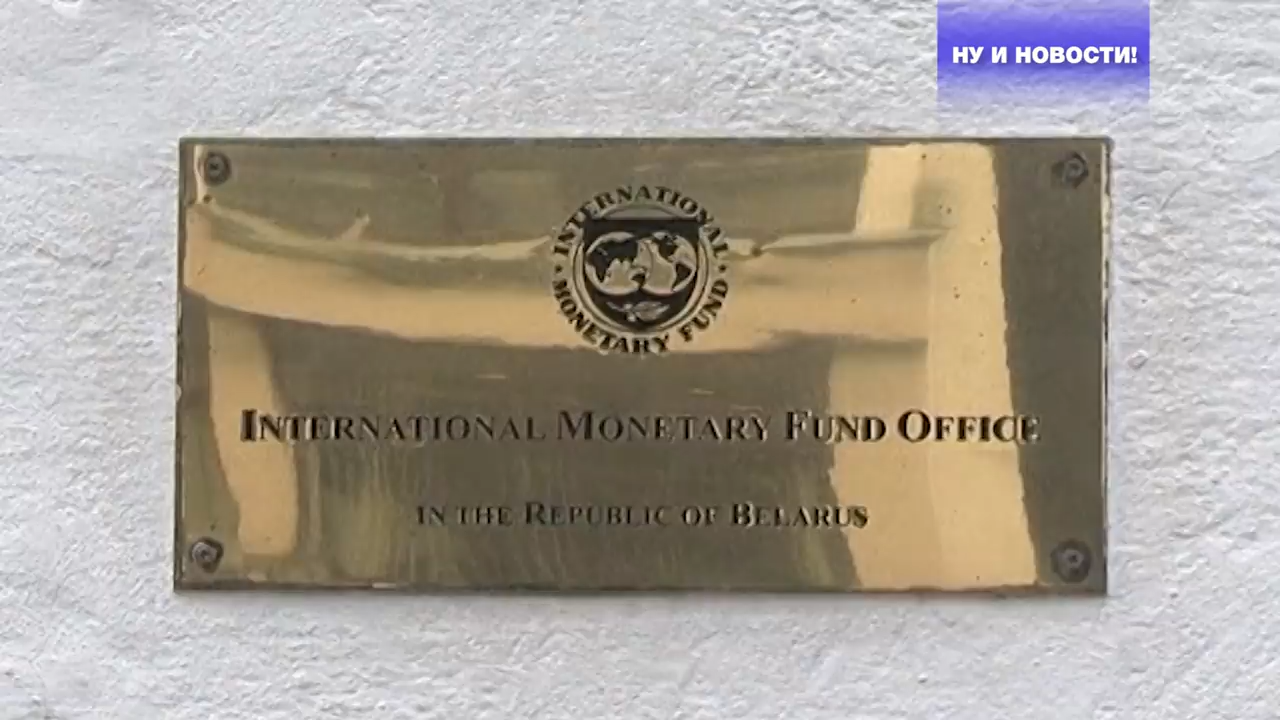 НУ И НОВОСТИ!
INTERNATIONAL
MONETARY FUND
INTERNATIONAL MONETARY FUND OFFICE
IN THE REPUBLIC OF BELARUS